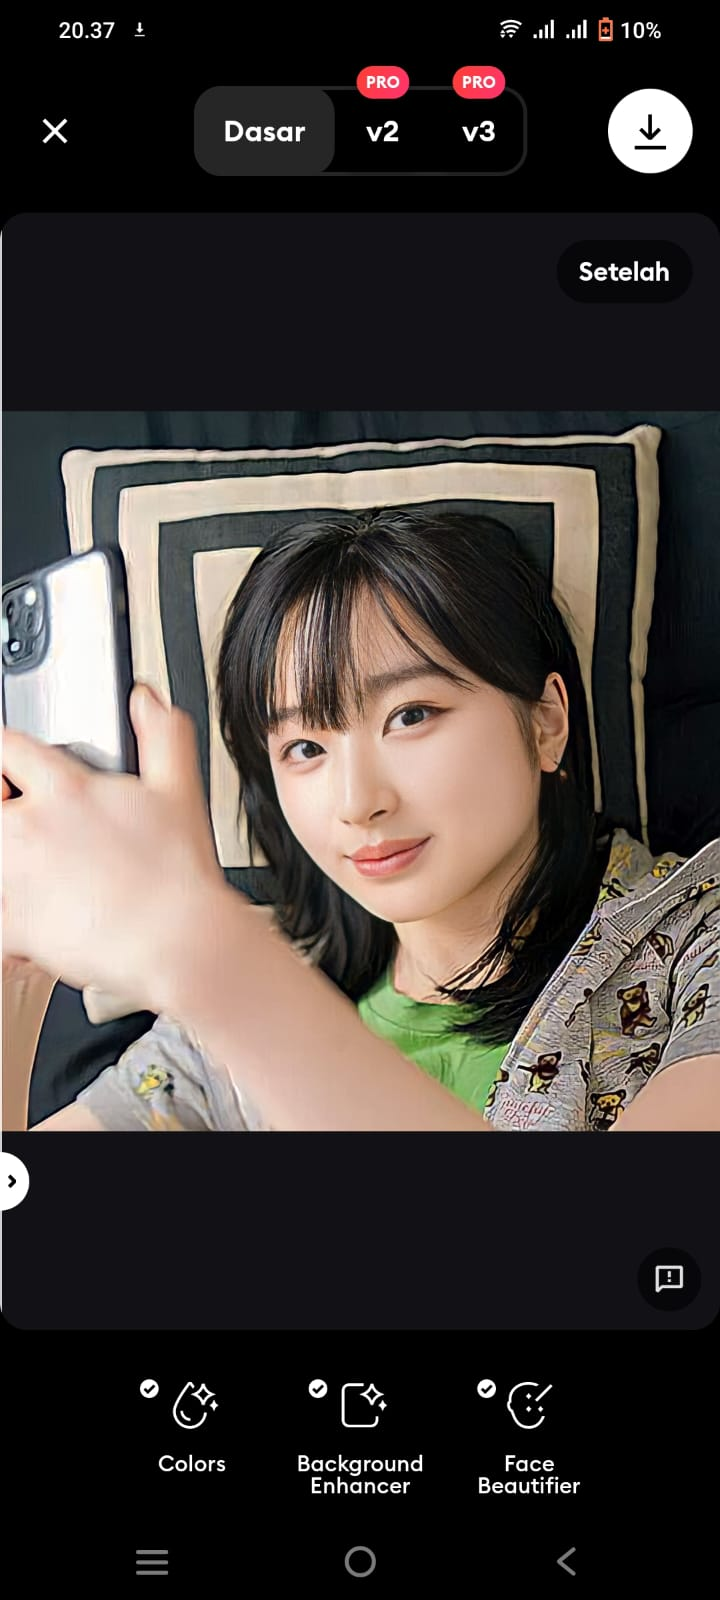 20.37
10%
PRO
PRO
Dasar
v2
v3
Setelah
Colors
Background
Enhancer
Face
Beautifier